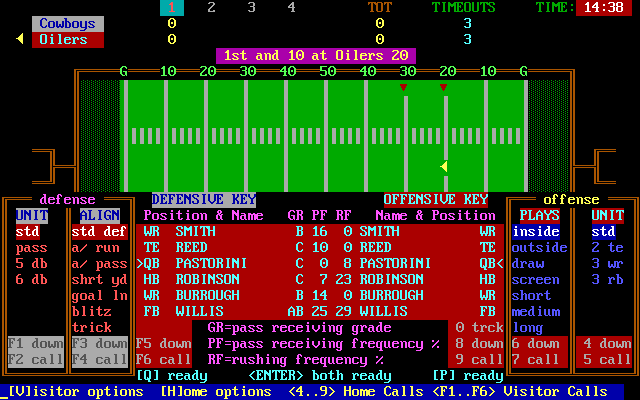 1 2 3 4 TOT TIMEOUTS TIME: 14:38
Cowboys 0 0 3
Oilers 0 0 3
1st and 10 at Oilers 20
G 10 20 30 40 50 40 30 20 10 G
defense DEFENSIVE KEY OFFENSIVE KEY offense
UNIT ALIGN Position & Name GR PF RF Name & Position PLAYS UNIT
std std def WR SMITH B 16 0 SMITH WR inside std
pass a/ run TE REED C 10 0 REED TE outside 2 te
5 db a/ pass >QB PASTORINI C 0 8 PASTORINI QB< draw 3 wr
6 db shrt yd HB ROBINSON C 7 23 ROBINSON HB screen 3 rb
goal ln WR BURROUGH B 14 0 BURROUGH WR short
blitz FB WILLIS AB 25 29 WILLIS FB medium
trick GR=pass receiving grade 0 trck long
F1 down F3 down F5 down PF=pass receiving frequency % 8 down 6 down 4 down
F2 call F4 call F6 call RF=rushing frequency % 9 call 7 call 5 call
[Q] ready <ENTER> both ready [P] ready
_[V]isitor options [H]ome options <4..9> Home Calls <F1..F6> Visitor Calls